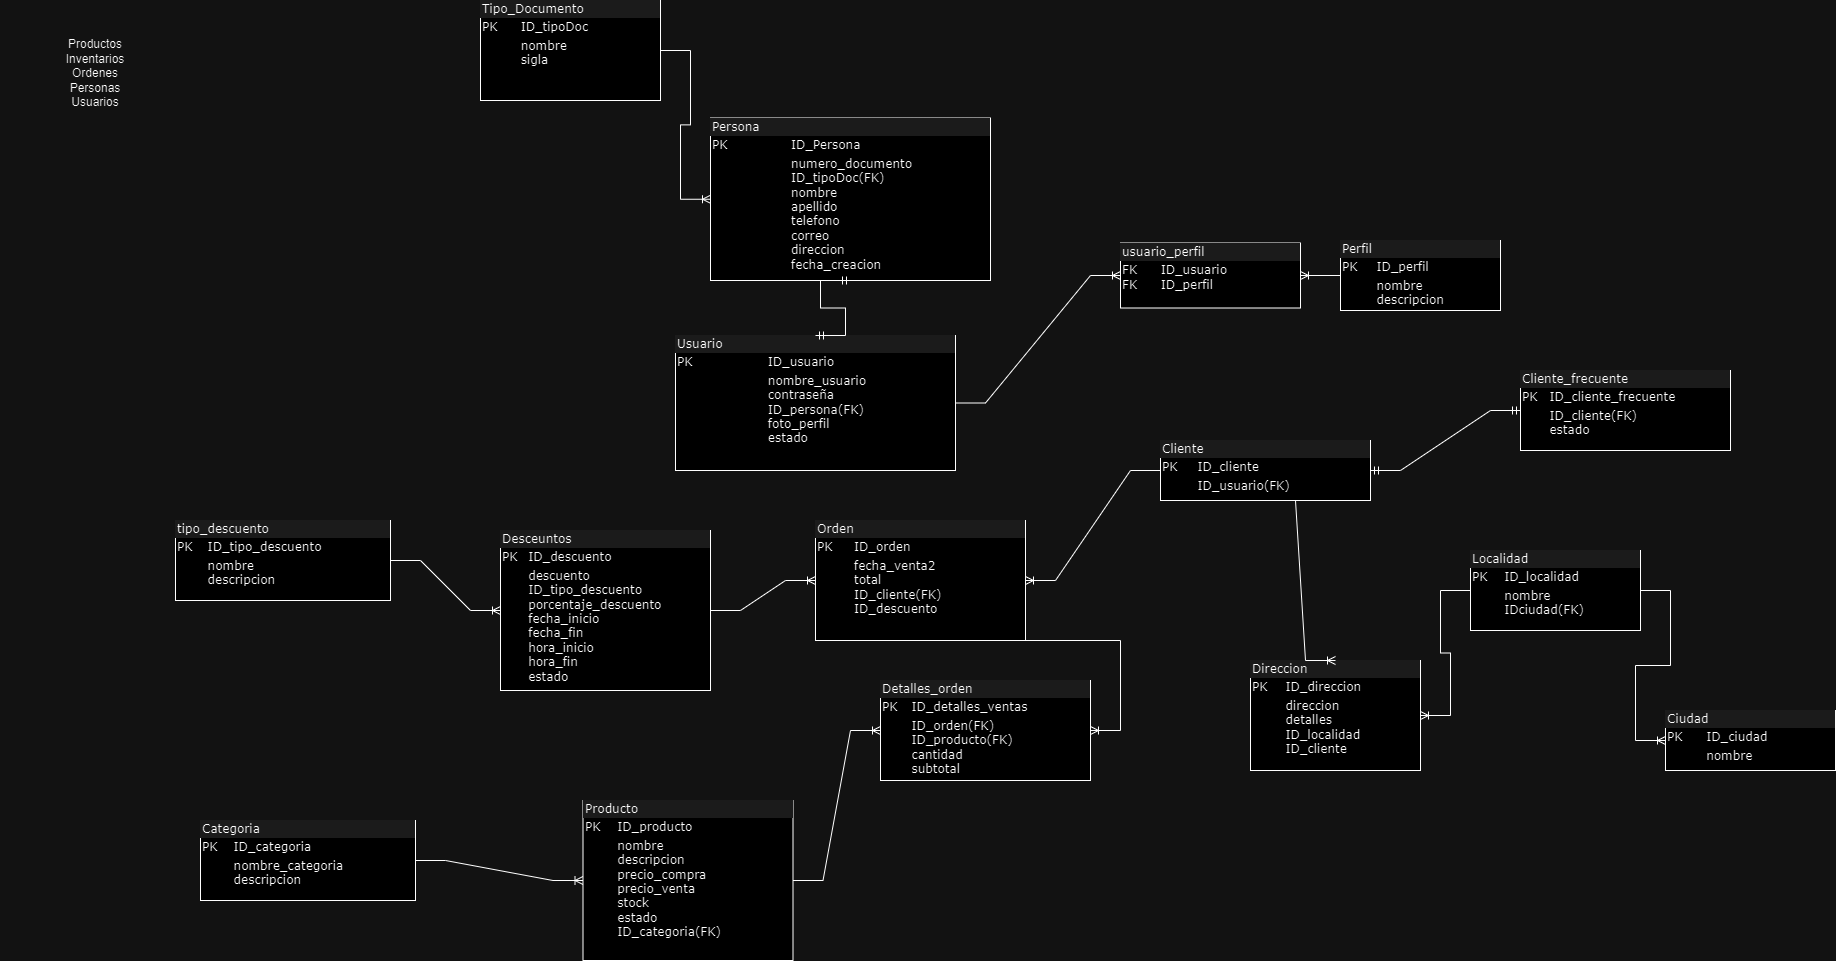 Productos
Inventarios
Ordenes
Personas
Usuarios
Tipo_Documento
PK ID_tipoDoc
nombre
sigla
Persona
PK ID_Persona
numero_documento
ID_tipoDoc(FK)
nombre
apellido
telefono
correo
direccion
fecha_creacion
usuario_perfil
FK ID_usuario
FK ID_perfil
Perfil
PK ID_perfil
nombre
descripcion
Usuario
PK ID_usuario
nombre_usuario
contraseña
ID_persona(FK)
foto_perfil
estado
Cliente_frecuente
PK ID_cliente_frecuente
ID_cliente(FK)
estado
Cliente
PK ID_cliente
ID_usuario(FK)
tipo_descuento
PK ID_tipo_descuento
nombre
descripcion
Desceuntos
PK ID_descuento
descuento
ID_tipo_descuento
porcentaje_descuento
fecha_inicio
fecha_fin
hora_inicio
hora_fin
estado
Orden
PK ID_orden
fecha_venta2
total
ID_cliente(FK)
ID_descuento
Localidad
PK ID_localidad
nombre
IDciudad(FK)
Direccion
PK ID_direccion
direccion
detalles
ID_localidad
ID_cliente
Ciudad
PK ID_ciudad
nombre
Detalles_orden
PK ID_detalles_ventas
ID_orden(FK)
ID_producto(FK)
cantidad
subtotal
Categoria
PK ID_categoria
nombre_categoria
descripcion
Producto
PK ID_producto
nombre
descripcion
precio_compra
precio_venta
stock
estado
ID_categoria(FK)